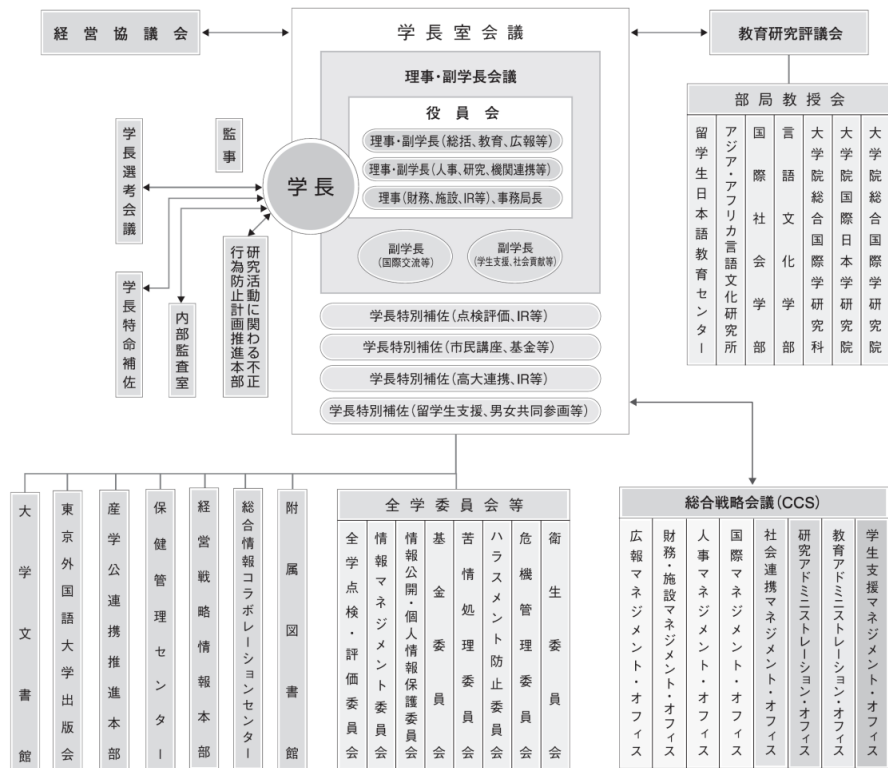 経営協議会
学長室会議
教育研究評議会
理事・副学長会議
役員会
理事・副学長(総括、教育、広報等)
理事・副学長(人事、研究、機関連携等)
理事(財務、施設、IR等)、事務局長
学長
副学長
(国際交流等)
副学長
(学生支援、社会貢献等)
学長特別補佐(点検評価、IR等)
学長特別補佐(市民講座、基金等)
学長特別補佐(高大連携、IR等)
学長特別補佐(留学生支援、男女共同参画等)
監事
学長選考会議
学長特命補佐
内部監査室
研究活動に関わる不正
行為防止計画推進本部
部局教授会
大学院総合国際学研究院
大学院国際日本学研究院
大学院総合国際学研究科
言語文化学部
国際社会学部
アジア・アフリカ言語文化研究所
留学生日本語教育センター
大学文書館
東京外国語大学出版会
産学公連携推進本部
保健管理センター
経営戦略情報本部
総合情報コラボレーションセンター
附属図書館
全学委員会等
全学点検・評価委員会
情報マネジメント委員会
情報公開・個人情報保護委員会
基金委員会
苦情処理委員会
ハラスメント防止委員会
危機管理委員会
衛生委員会
総合戦略会議(CCS)
広報マネジメント・オフィス
財務・施設マネジメント・オフィス
人事マネジメント・オフィス
国際マネジメント・オフィス
社会連携マネジメント・オフィス
研究アドミニストレーション・オフィス
教育アドミニストレーション・オフィス
学生支援マネジメント・オフィス